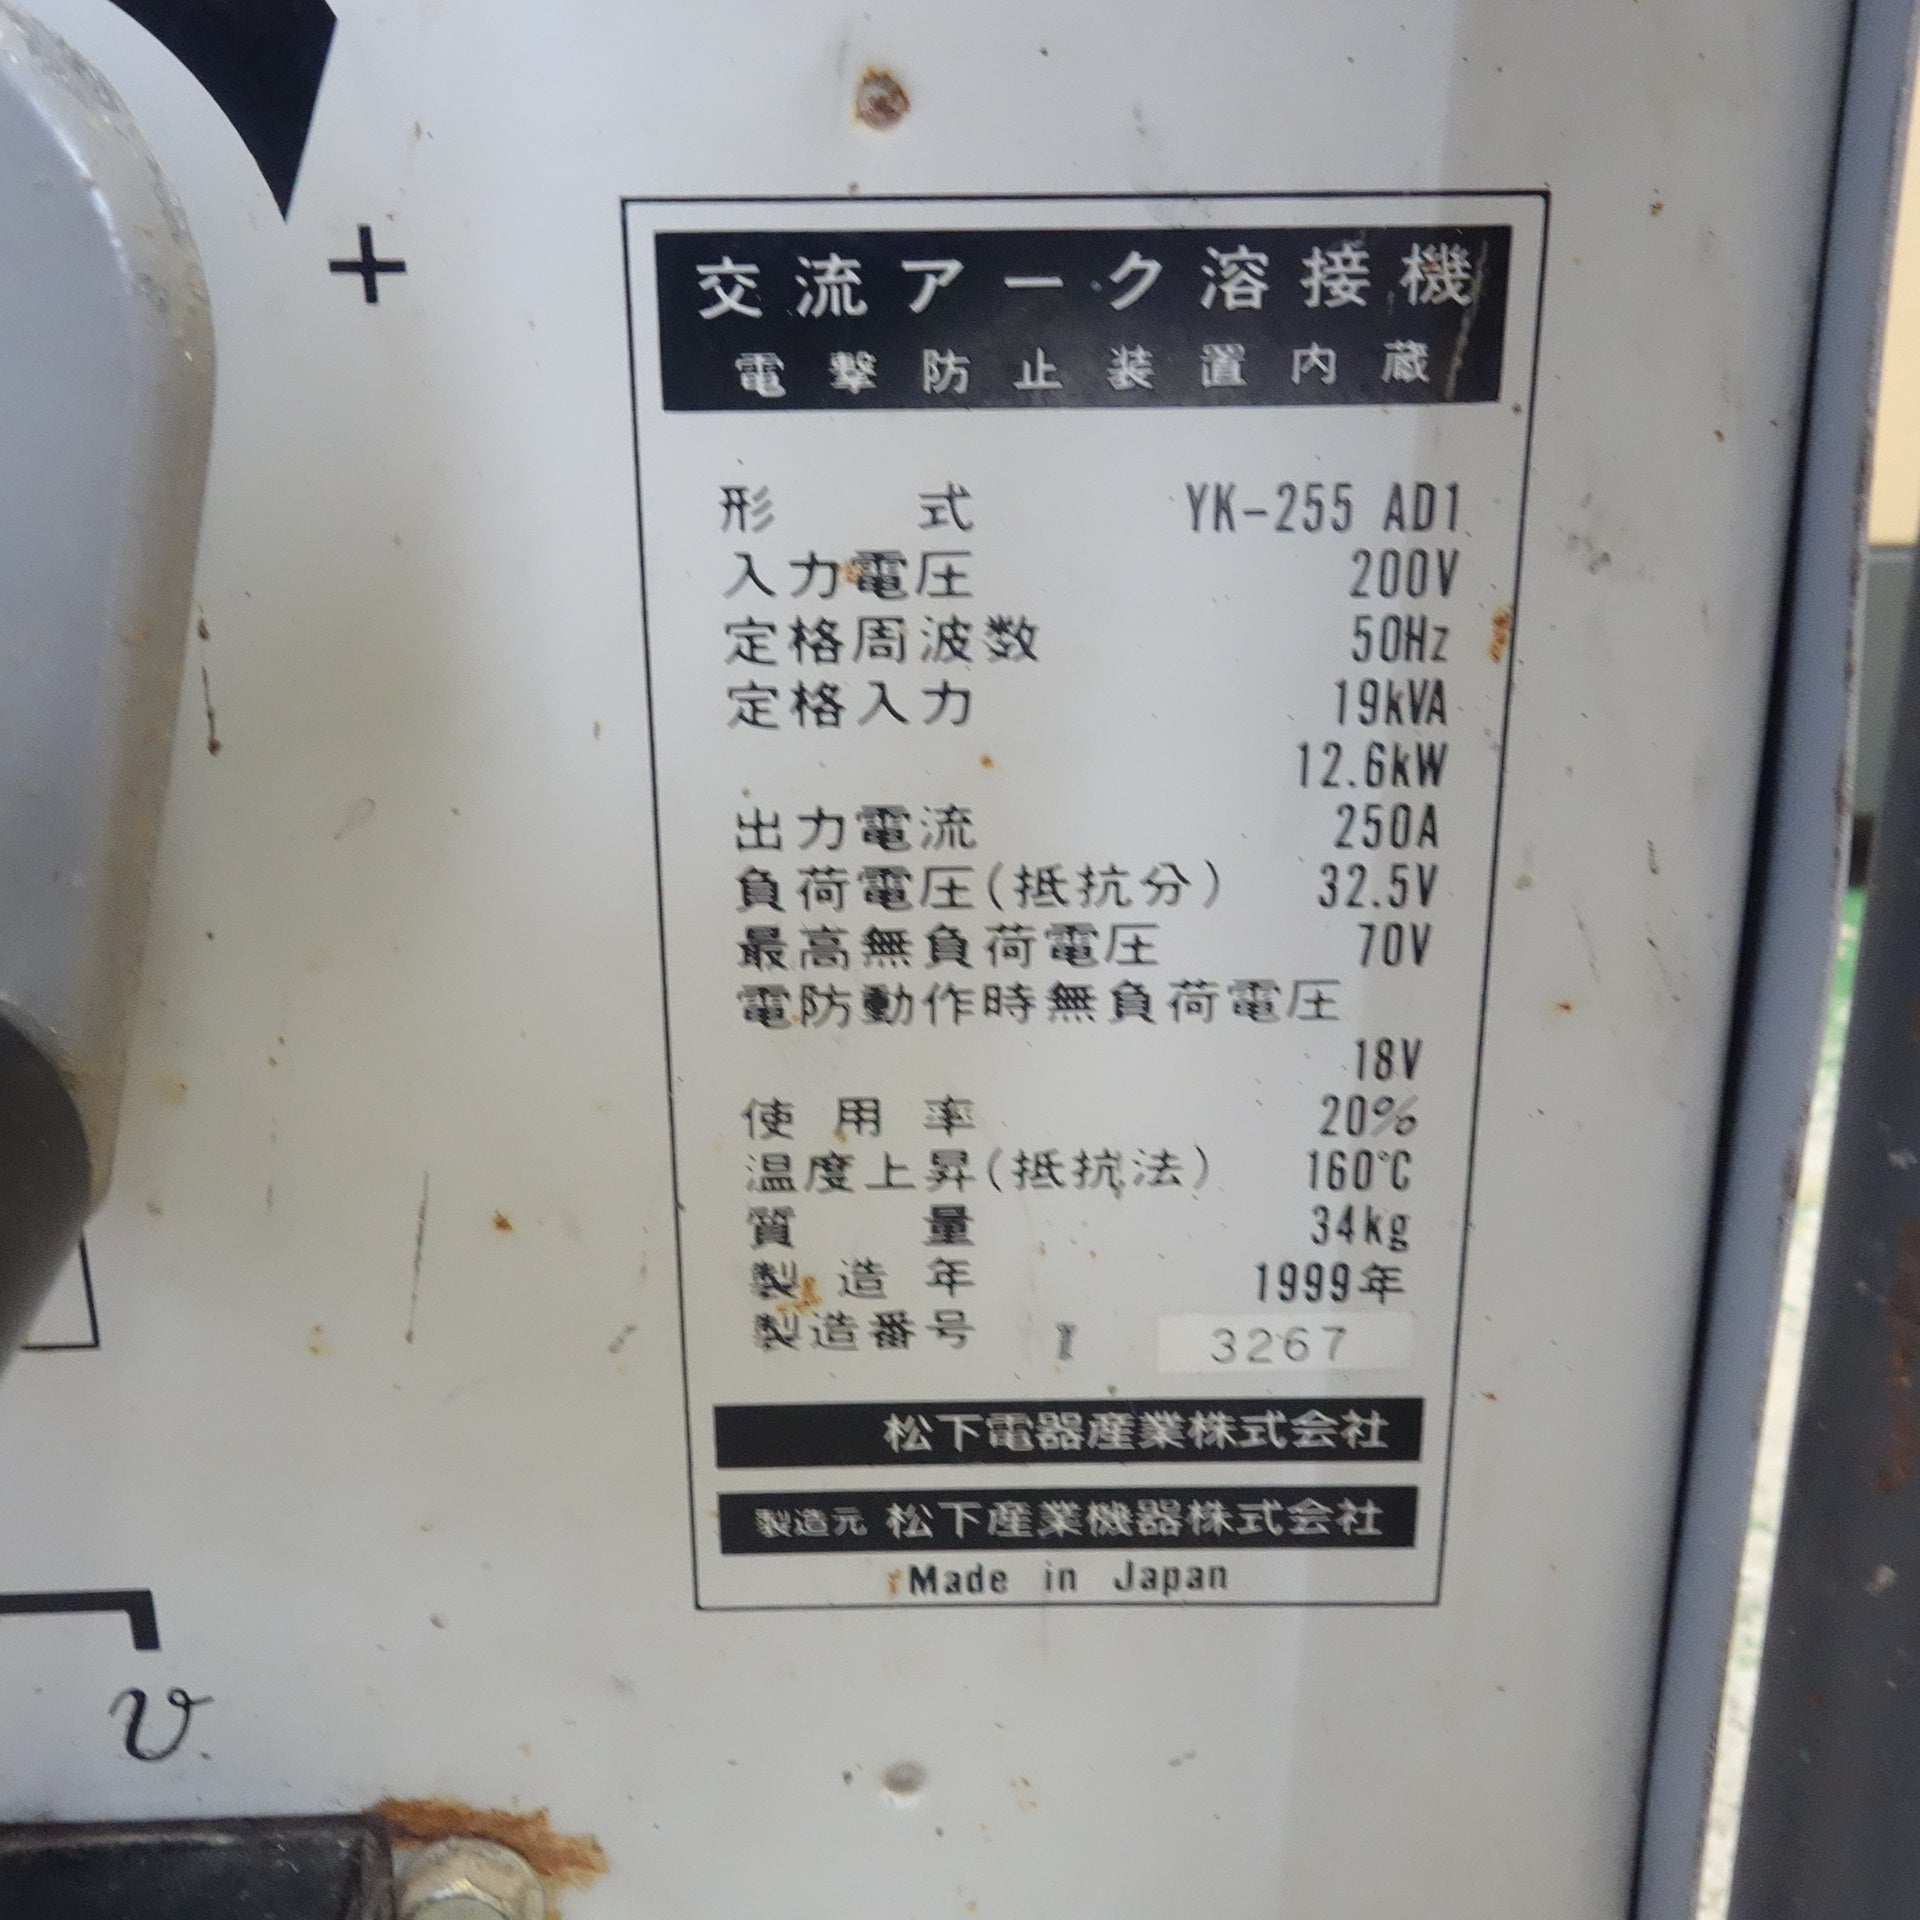 +
交流アーク溶接機
電撃防止装置内蔵
形式 YK-255 AD1
入力電圧 200V
定格周波数 50Hz
定格入力 19kVA
12.6kW
出力電流 250A
負荷電圧(抵抗分) 32.5V
最高無負荷電圧 70V
電防動作時無負荷電圧
18V
使用率 20%
温度上昇(抵抗法) 160℃
質量 34kg
製造年 1999年
製造番号 I 3267
松下電器産業株式会社
製造元 松下産業機器株式会社
Made in Japan
v